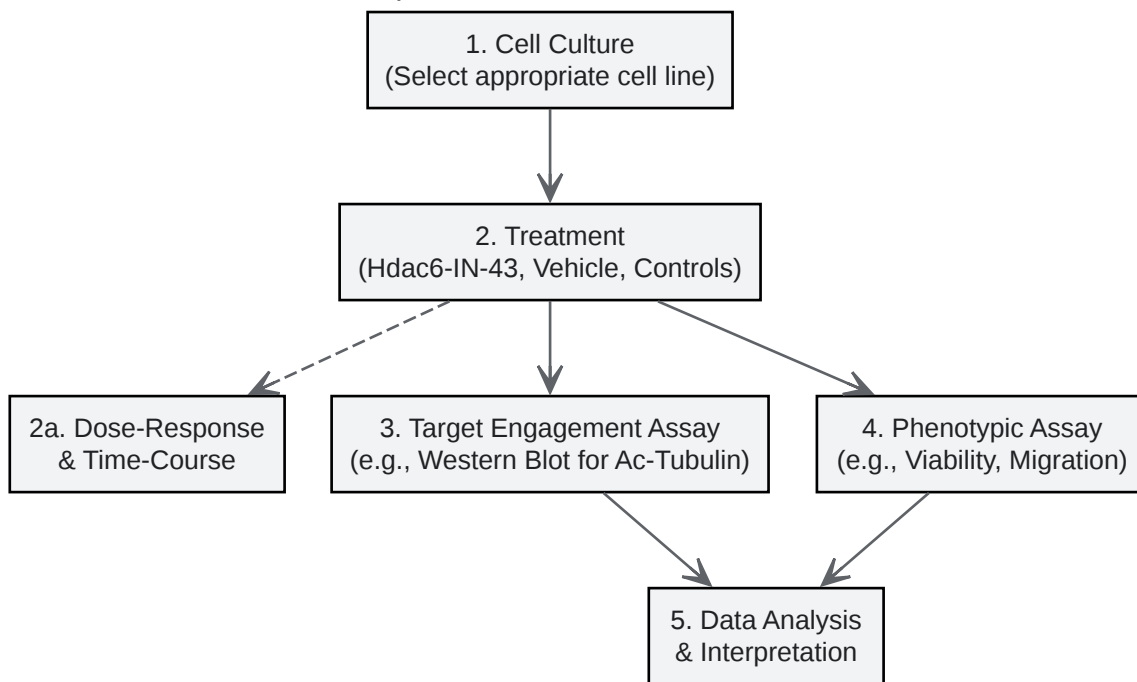 1. Cell Culture
(Select appropriate cell line)
2. Treatment
(Hdac6-IN-43, Vehicle, Controls)
2a. Dose-Response
& Time-Course
3. Target Engagement Assay
(e.g., Western Blot for Ac-Tubulin)
4. Phenotypic Assay
(e.g., Viability, Migration)
5. Data Analysis
& Interpretation